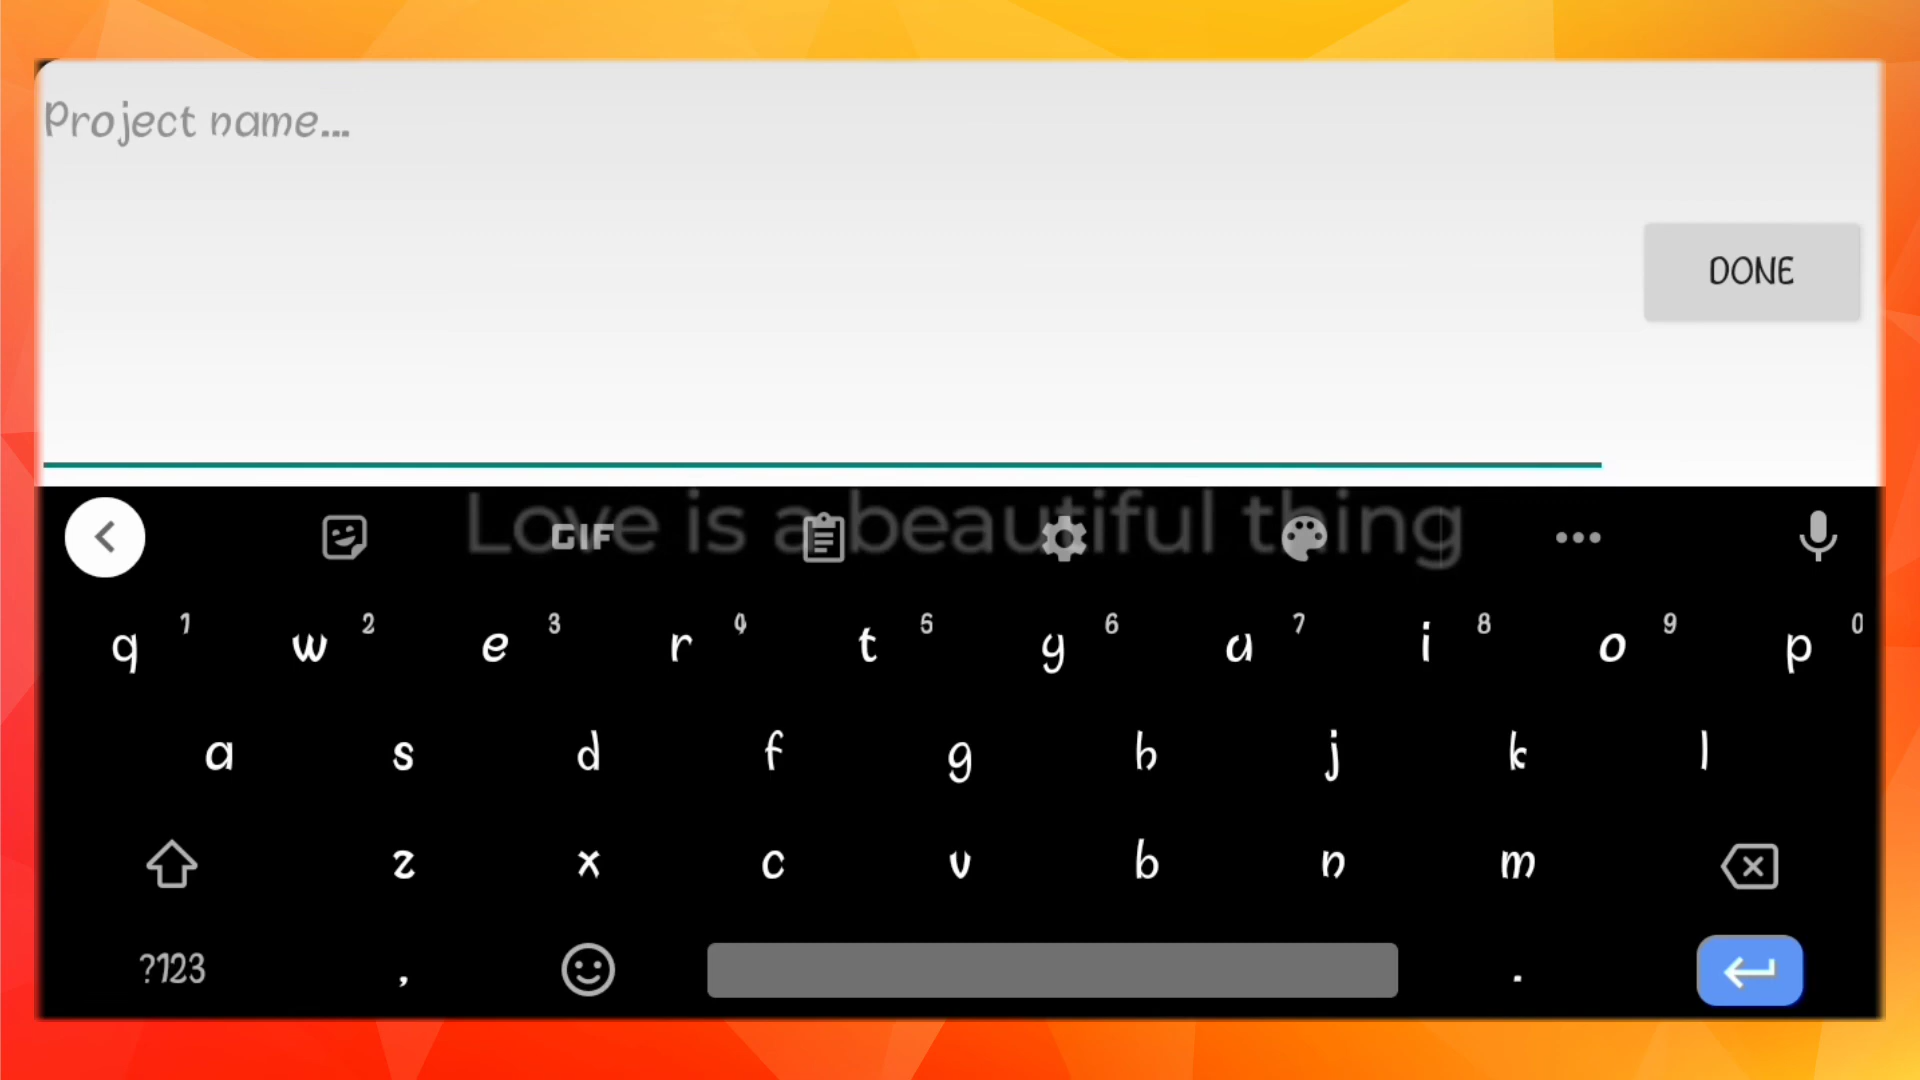 Project name...
DONE
Love is a beautiful thing
GIF
q 1 w 2 e 3 r 4 t 5 y 6 u 7 i 8 o 9 p 0
a s d f g h j k l
z x c v b n m
?123 , .